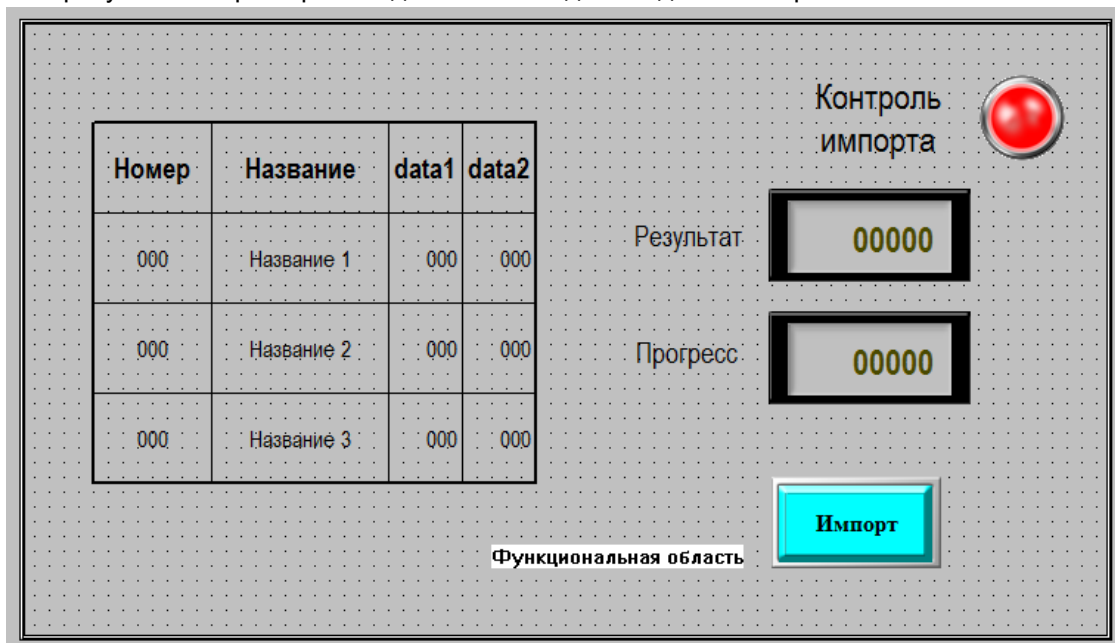 Контроль
импорта
Номер Название data1 data2
000 Название 1 000 000
000 Название 2 000 000
000 Название 3 000 000
Результат 00000
Прогресс 00000
Импорт
Функциональная область